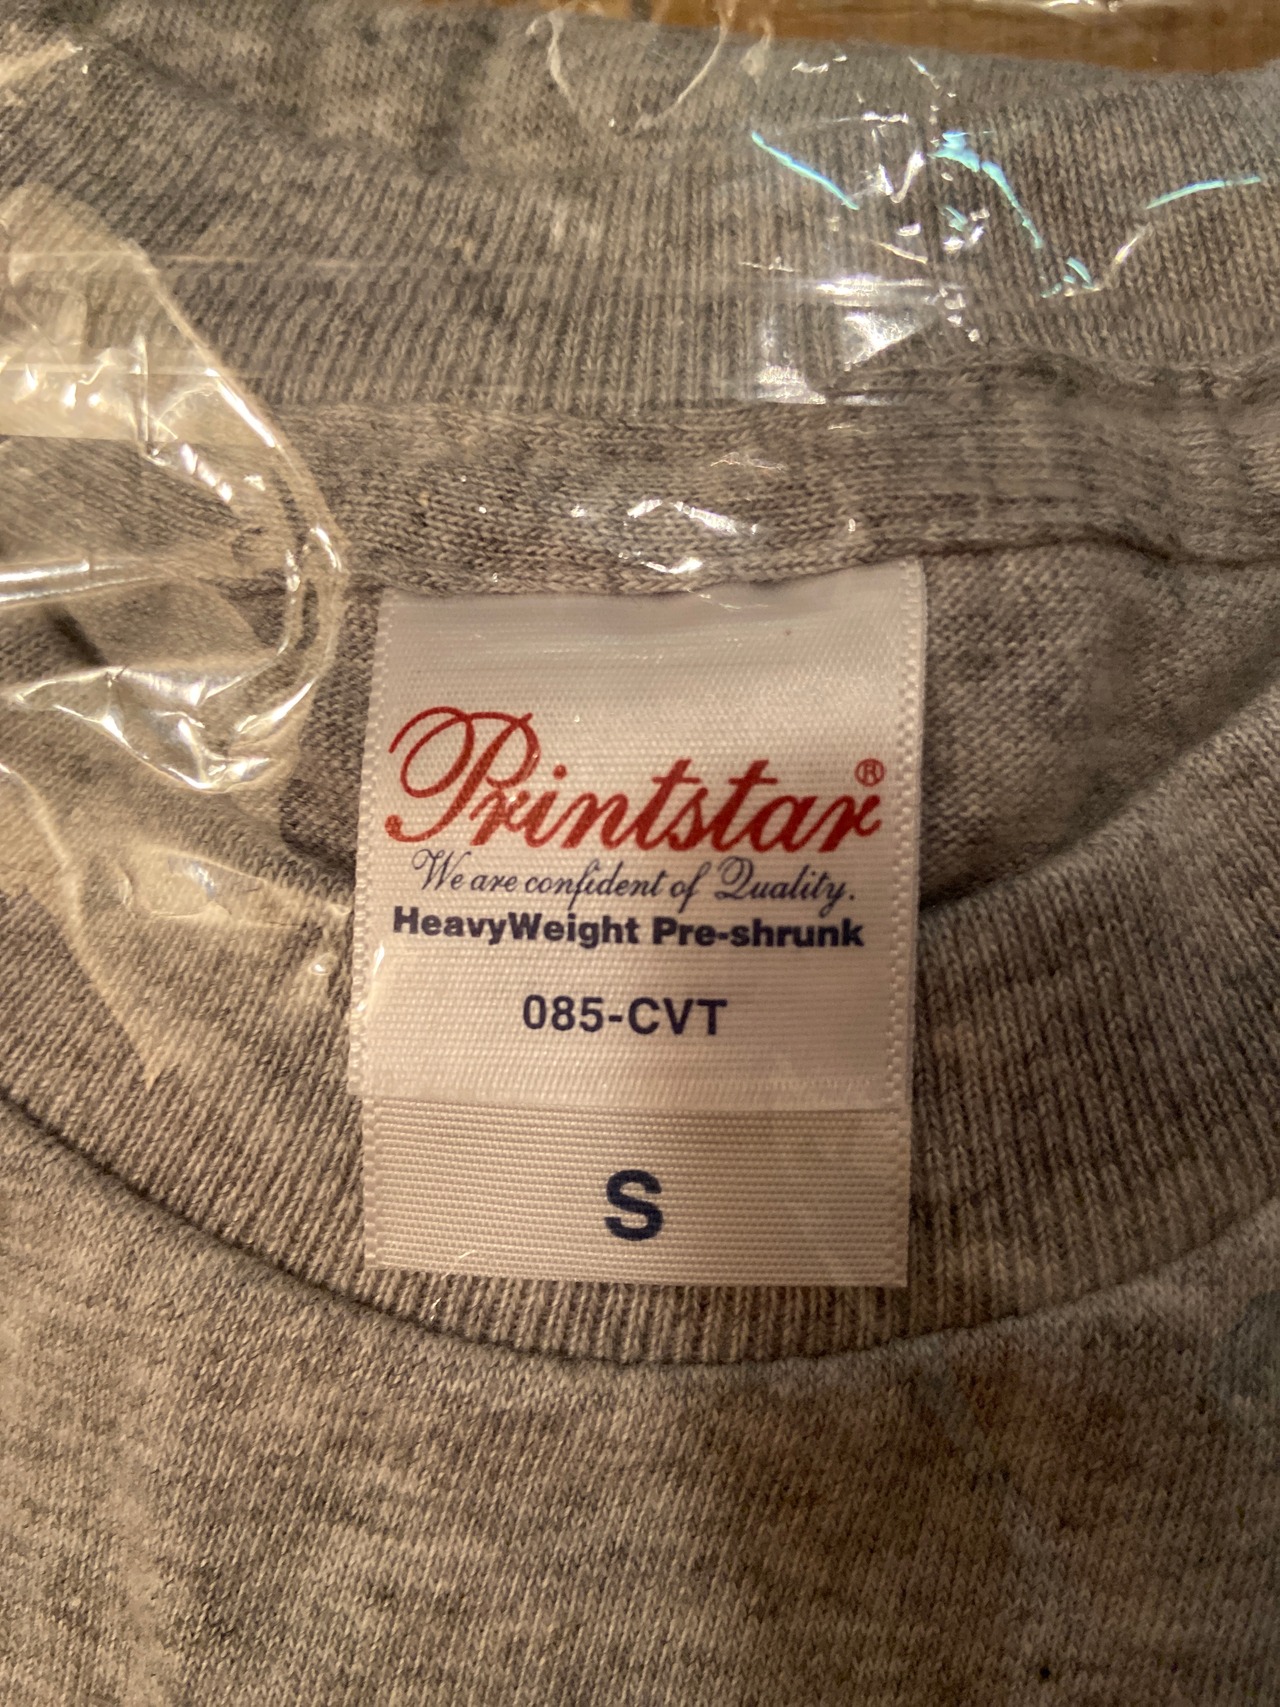 Printstar®
We are confident of Quality.
HeavyWeight Pre-shrunk
085-CVT
S